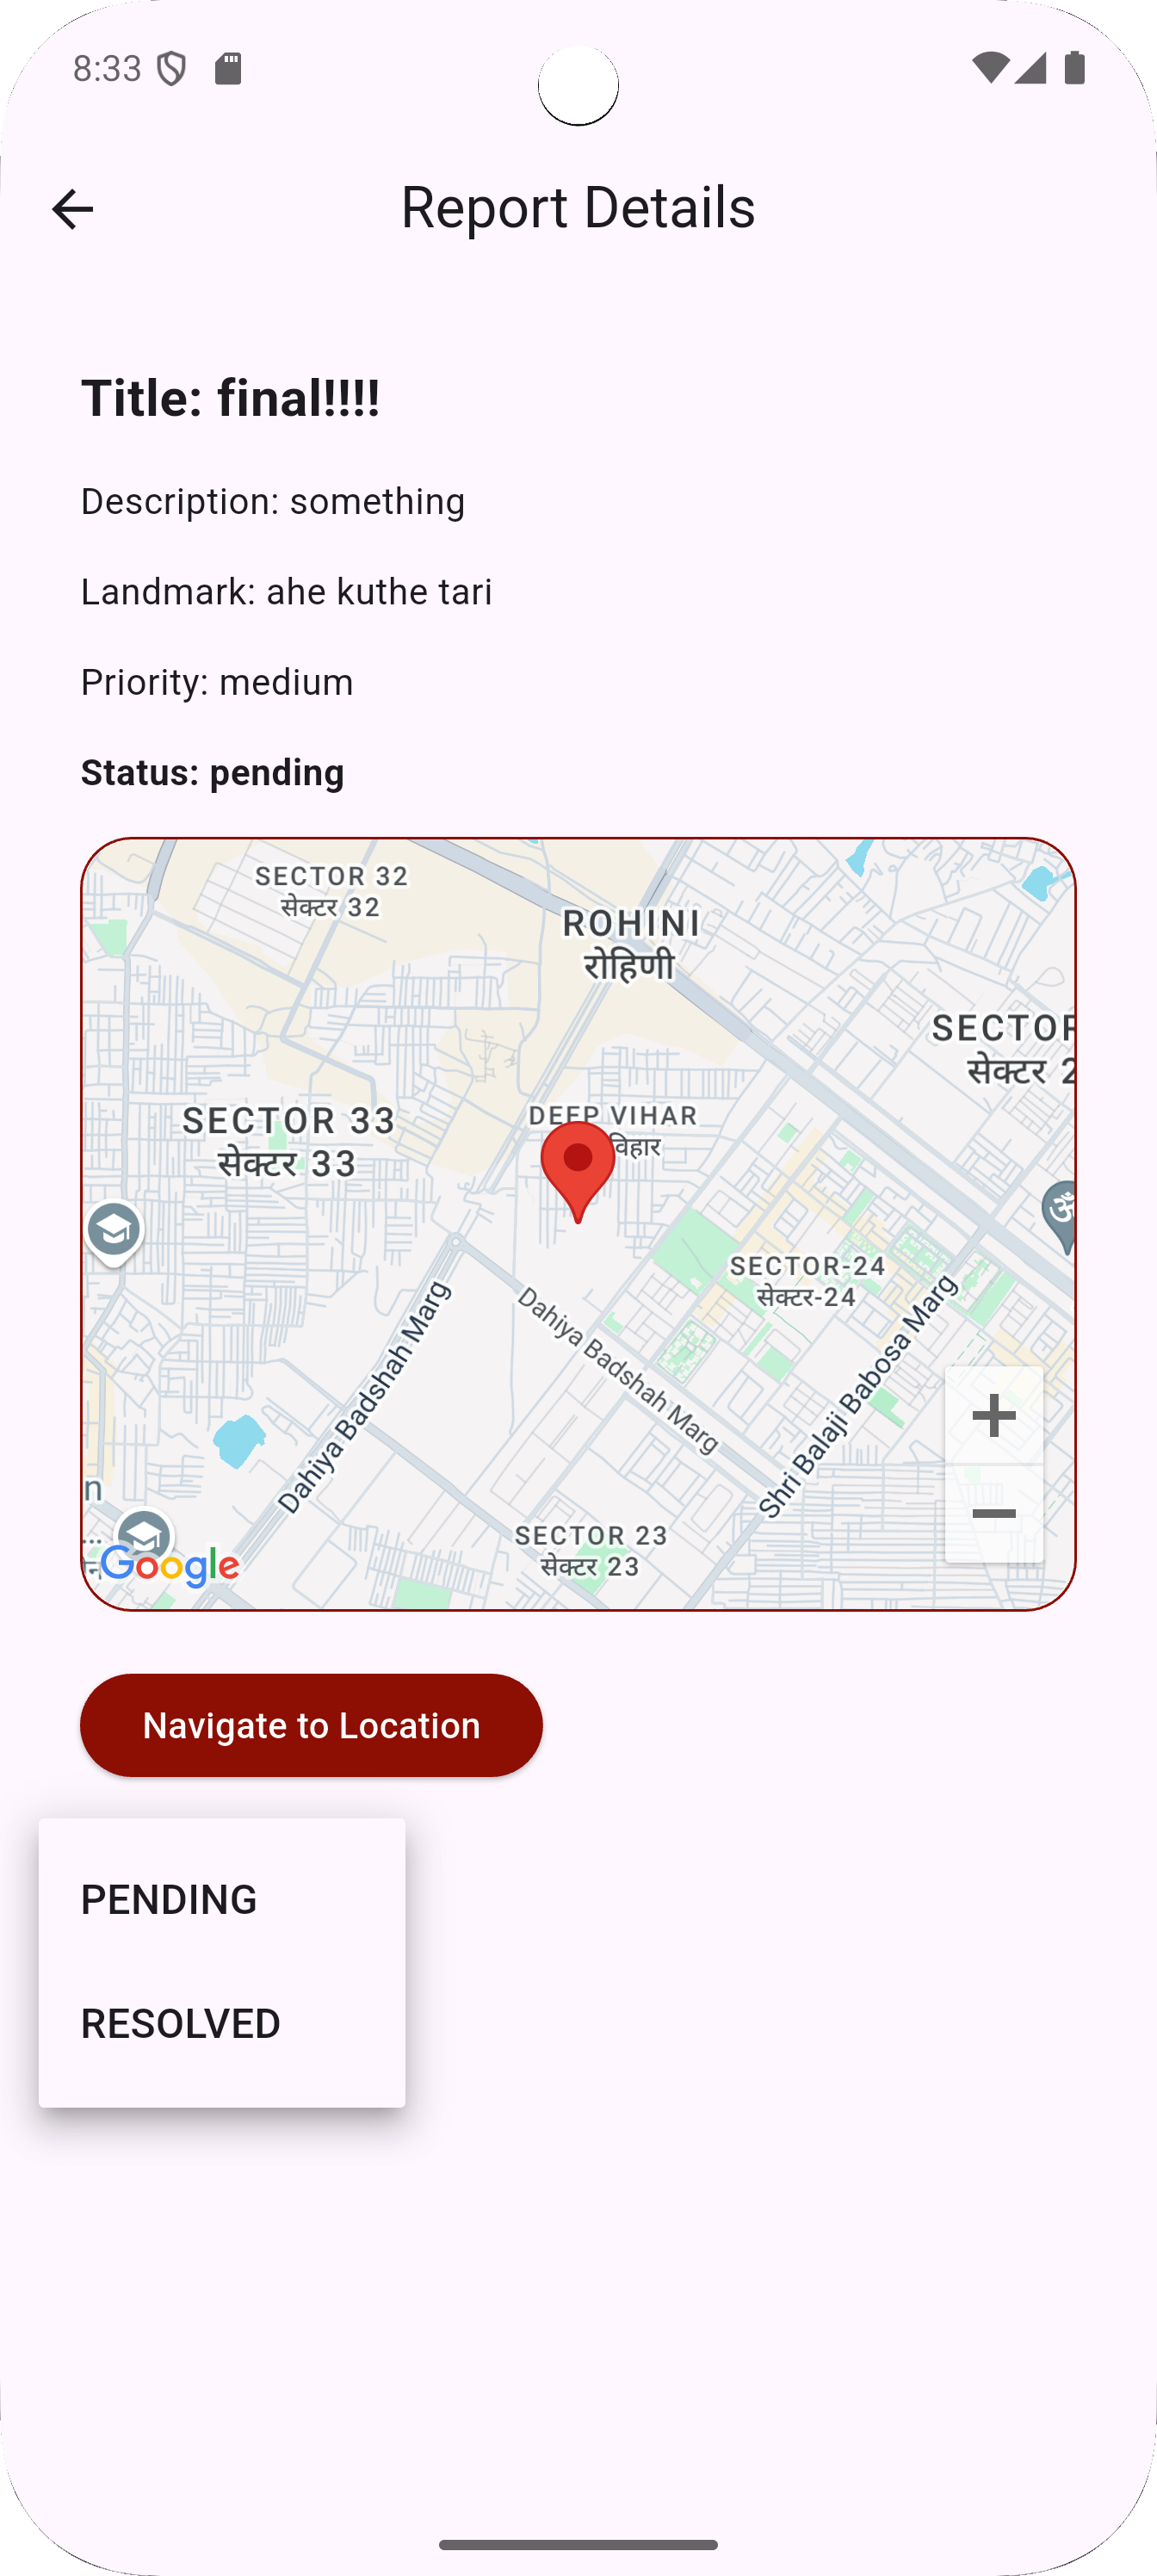 8:33
Report Details
Title: final!!!!
Description: something
Landmark: ahe kuthe tari
Priority: medium
Status: pending
SECTOR 32
सेक्टर 32
ROHINI
रोहिणी
SECTOR
सेक्टर 2
SECTOR 33
सेक्टर 33
DEEP VIHAR
विहार
SECTOR-24
सेक्टर-24
Dahiya Badshah Marg
Dahiya Badshah Marg
Shri Balaji Babosa Marg
n
SECTOR 23
सेक्टर 23
...
Google
Navigate to Location
PENDING
RESOLVED